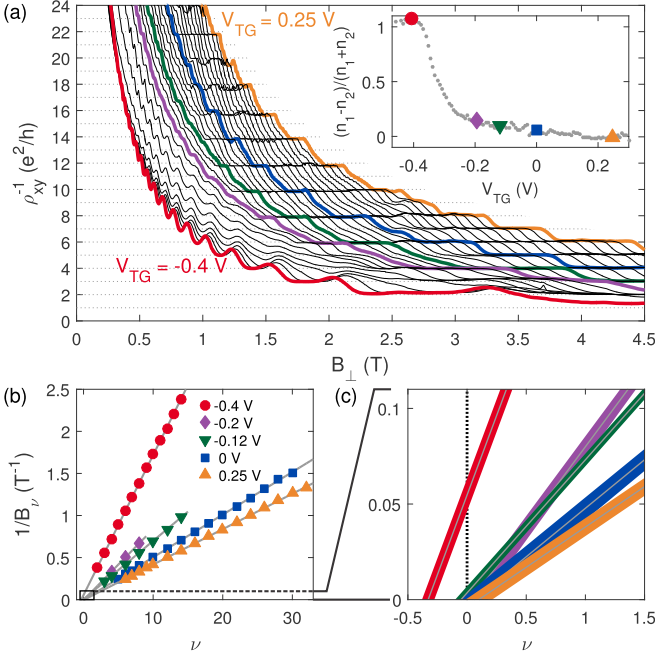 (a)
V_TG = 0.25 V
V_TG = -0.4 V
24
22
20
18
16
14
12
10
8
6
4
2
0
ρ_xy^-1 (e²/h)
0 0.5 1 1.5 2 2.5 3 3.5 4 4.5
B_⊥ (T)
(n₁-n₂)/(n₁+n₂)
1
0.5
0
-0.4 -0.2 0 0.2
V_TG (V)
(b)
2.5
2
1.5
1
0.5
0
1/B_ν (T⁻¹)
-0.4 V
-0.2 V
-0.12 V
0 V
0.25 V
0 10 20 30
ν
(c)
0.1
0.05
0
-0.5 0 0.5 1 1.5
ν